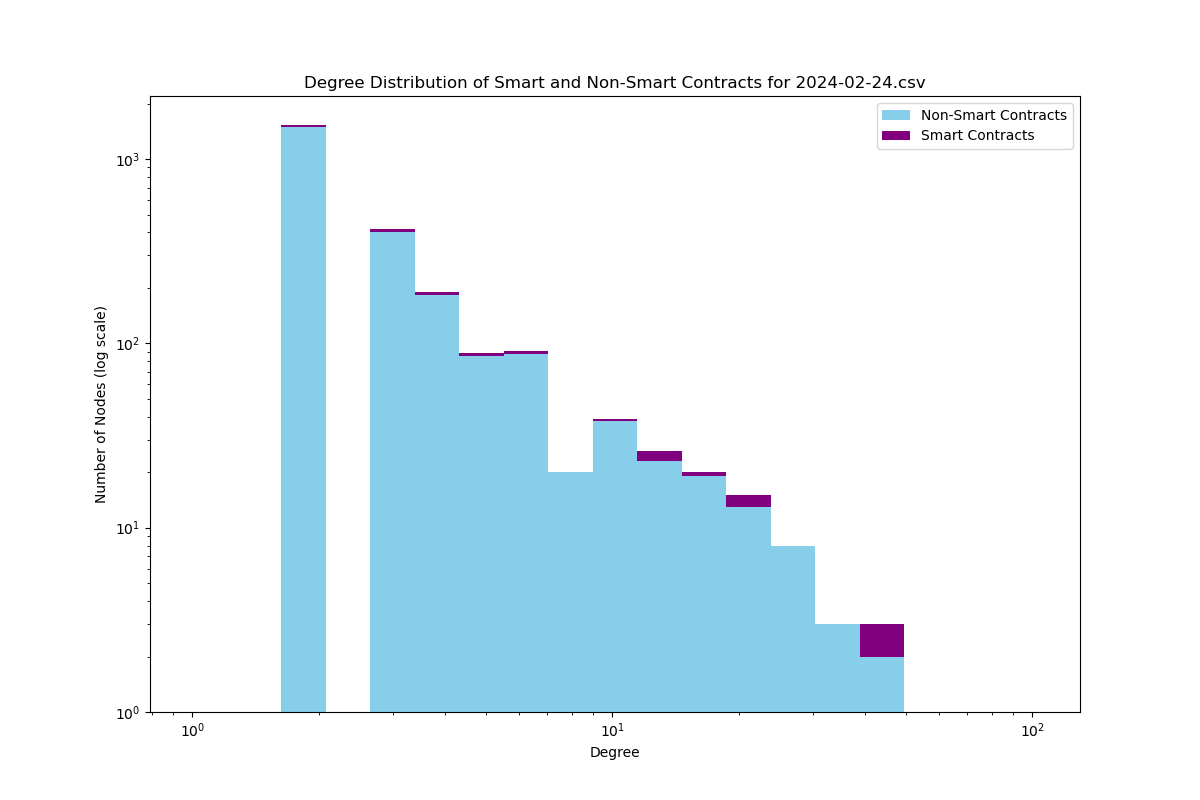 Degree Distribution of Smart and Non-Smart Contracts for 2024-02-24.csv
Non-Smart Contracts
Smart Contracts
Number of Nodes (log scale)
10³
10²
10¹
10⁰
10⁰ 10¹ 10²
Degree